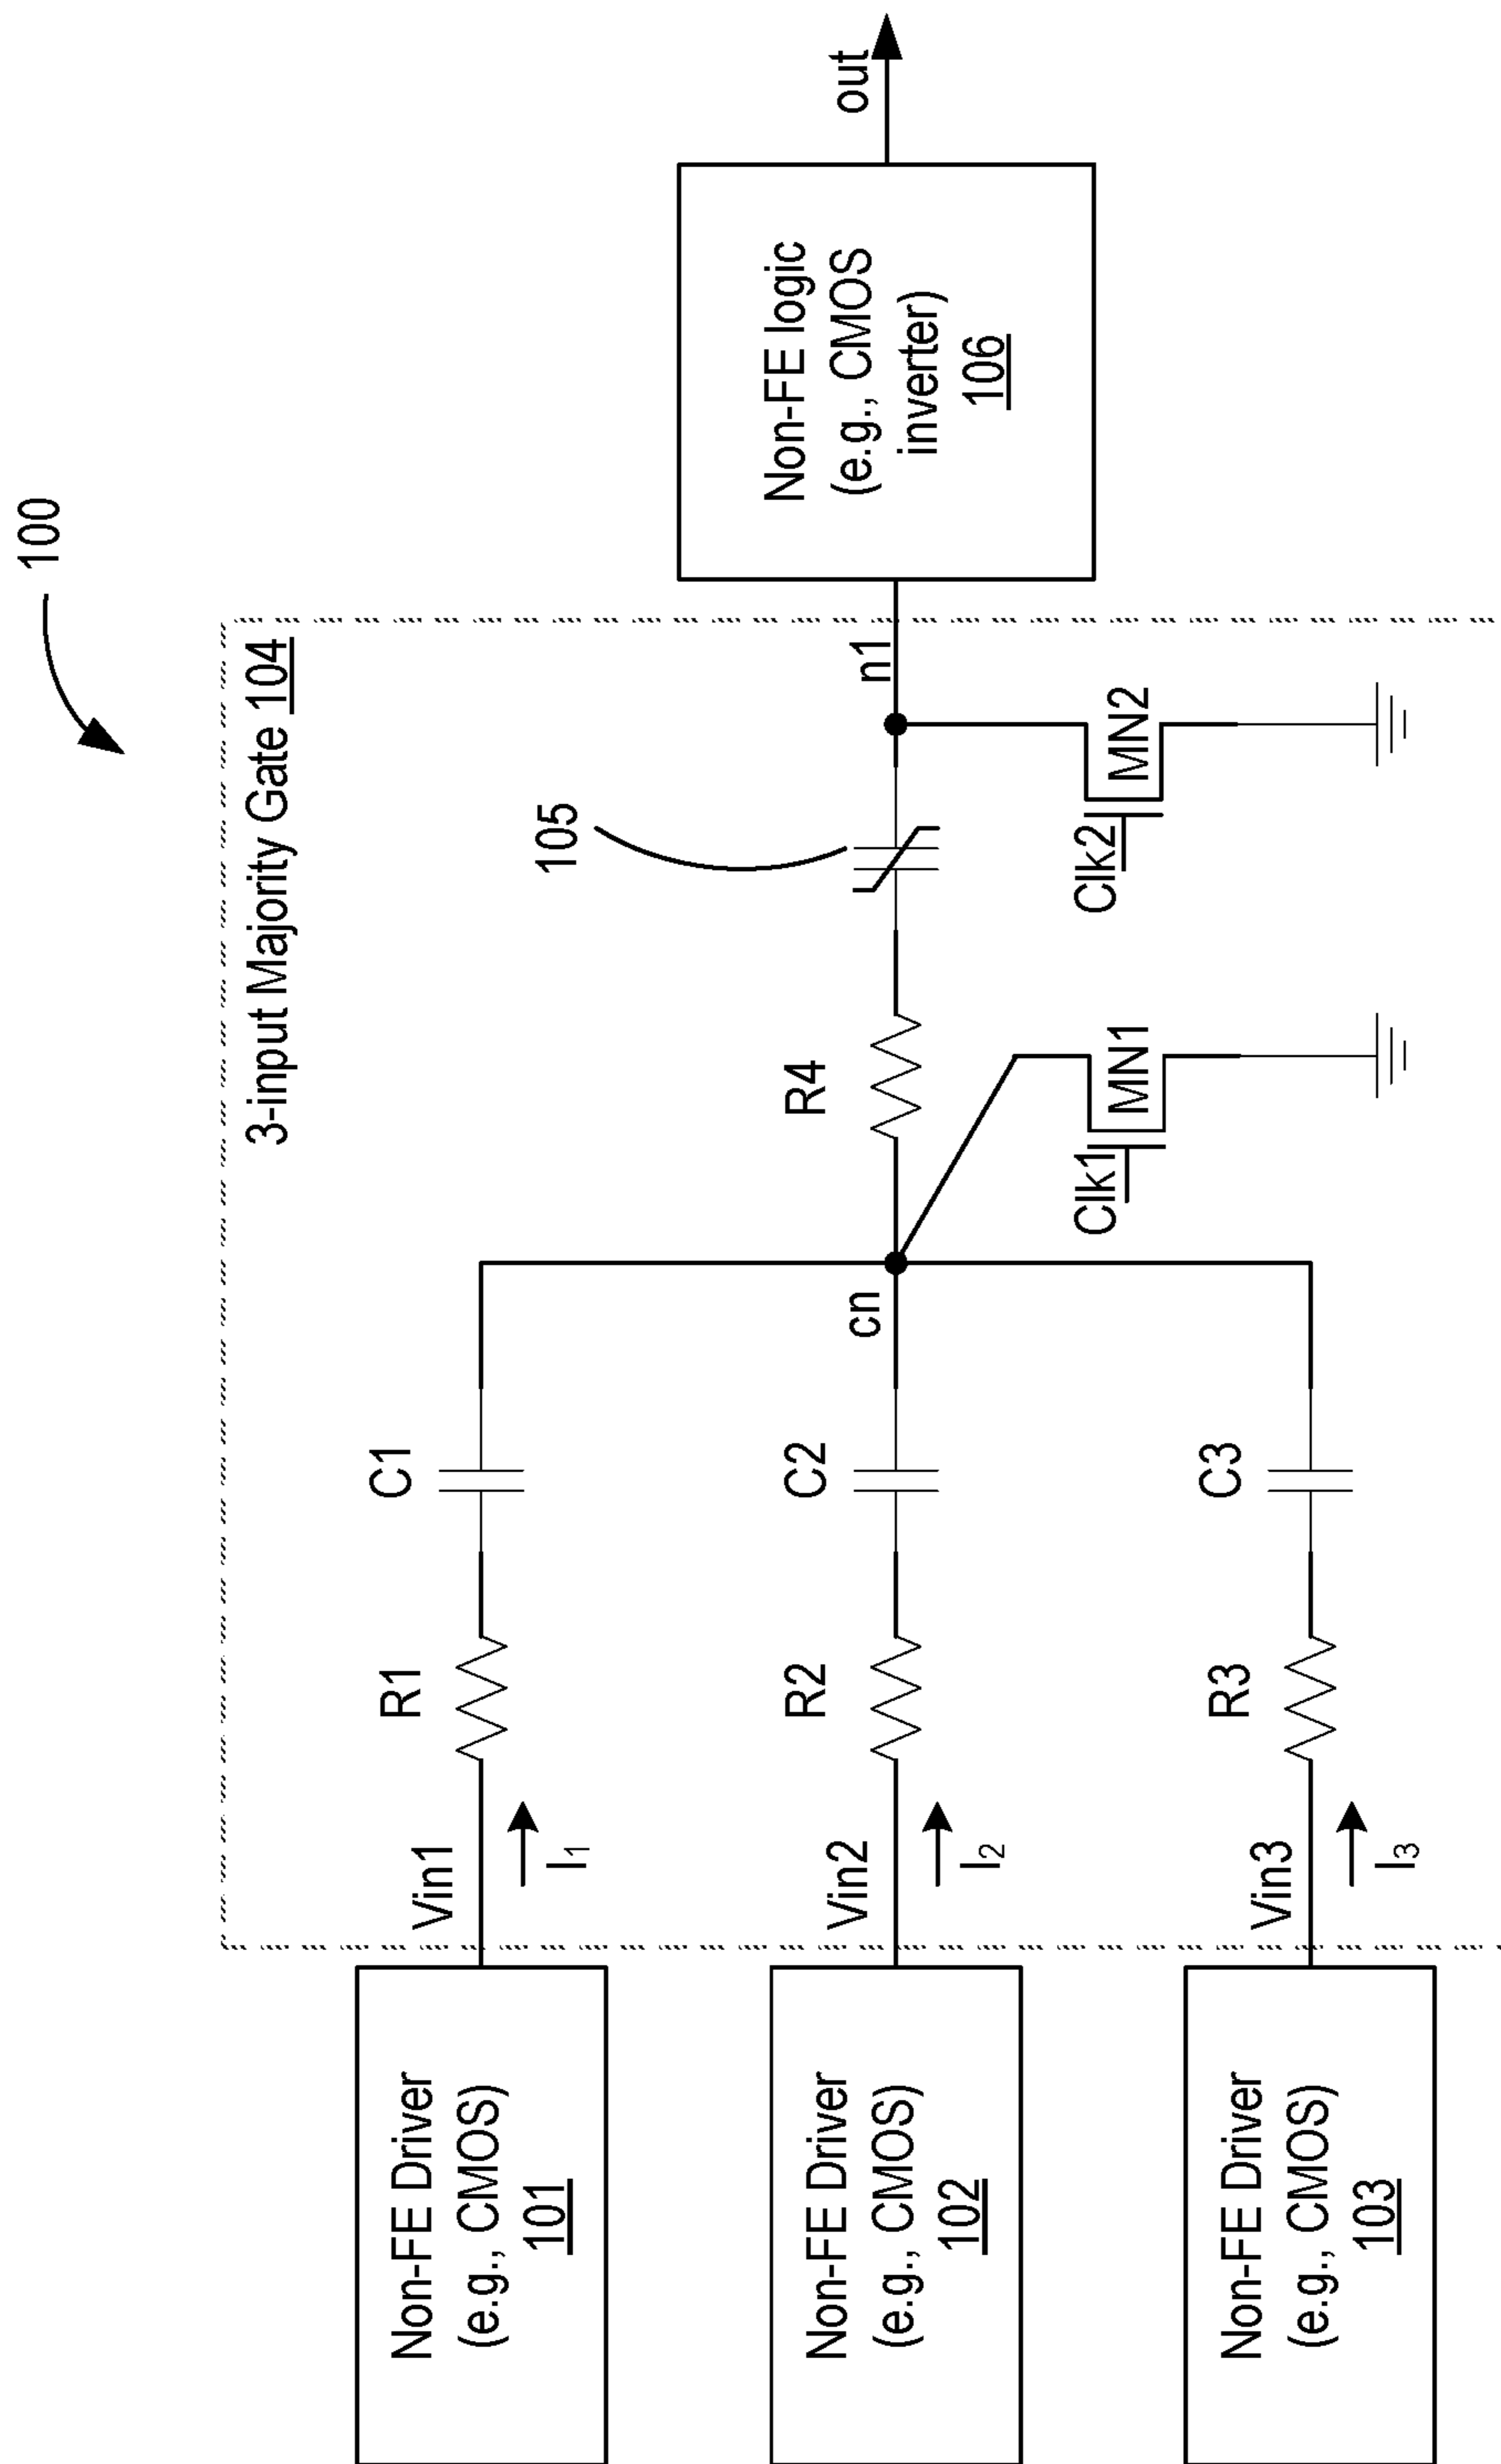 100
3-input Majority Gate 104
Non-FE Driver
(e.g., CMOS)
101
Vin1
I1
R1
C1
Non-FE Driver
(e.g., CMOS)
102
Vin2
I2
R2
C2
cn
R4
105
n1
Non-FE logic
(e.g., CMOS
inverter)
106
out
Clk1
MN1
Clk2
MN2
Non-FE Driver
(e.g., CMOS)
103
Vin3
I3
R3
C3